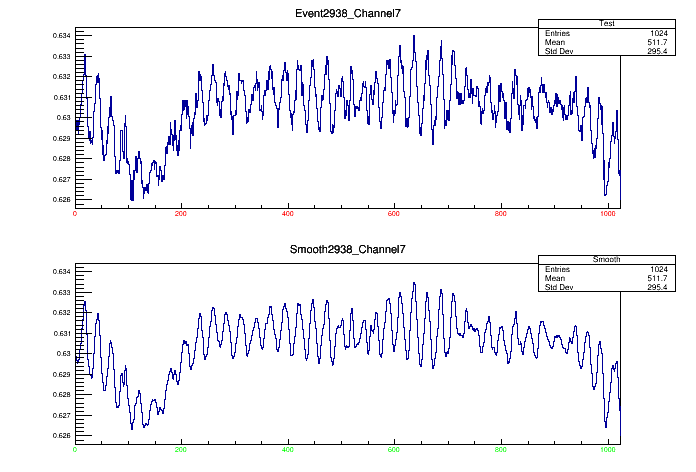 Event2938_Channel7
Test
Entries 1024
Mean 511.7
Std Dev 295.4
0.634
0.633
0.632
0.631
0.63
0.629
0.628
0.627
0.626
0 200 400 600 800 1000
Smooth2938_Channel7
Smooth
Entries 1024
Mean 511.7
Std Dev 295.4
0.634
0.633
0.632
0.631
0.63
0.629
0.628
0.627
0.626
0 200 400 600 800 1000